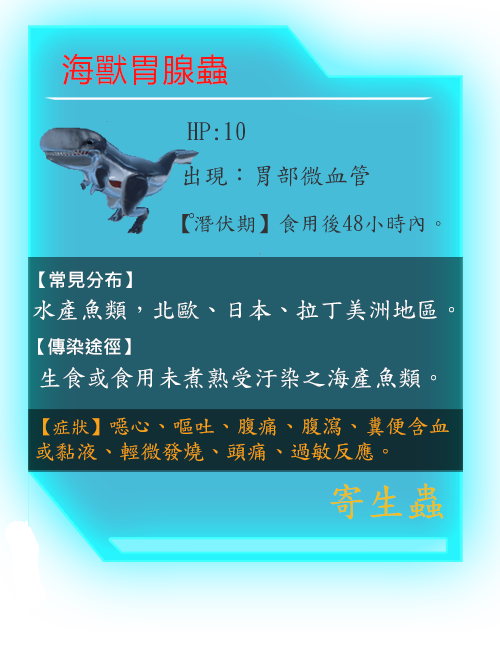 海獸胃腺蟲
HP:10
出現：胃部微血管
【潛伏期】食用後48小時內。
【常見分布】
水產魚類，北歐、日本、拉丁美洲地區。
【傳染途徑】
生食或食用未煮熟受汙染之海產魚類。
【症狀】噁心、嘔吐、腹痛、腹瀉、糞便含血
或黏液、輕微發燒、頭痛、過敏反應。
寄生蟲